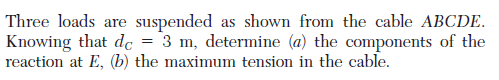 Three loads are suspended as shown from the cable ABCDE.
Knowing that dC = 3 m, determine (a) the components of the
reaction at E, (b) the maximum tension in the cable.